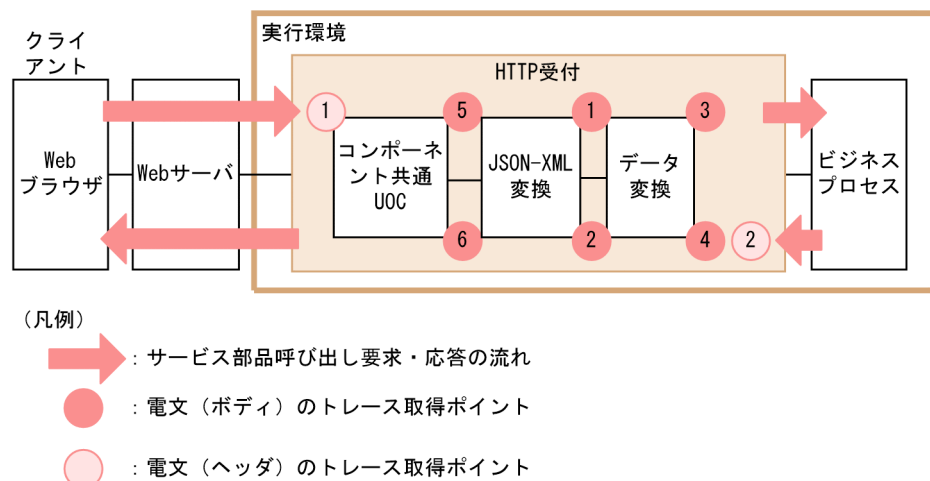 クライ
アント
実行環境
HTTP受付
1
5
1
3
Web
ブラウザ
Webサーバ
コンポーネ
ント共通
UOC
JSON-XML
変換
データ
変換
ビジネス
プロセス
6
2
4
2
（凡例）
：サービス部品呼び出し要求・応答の流れ
：電文（ボディ）のトレース取得ポイント
：電文（ヘッダ）のトレース取得ポイント